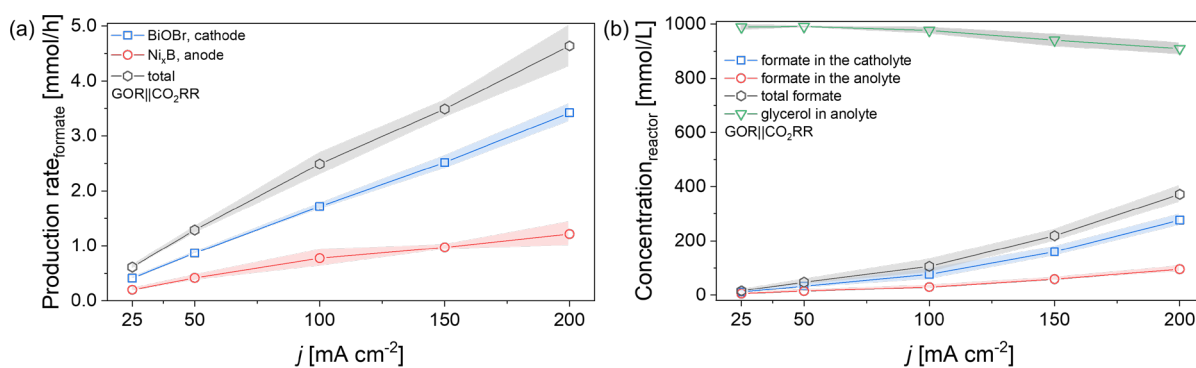 (a)
Production rate_formate [mmol/h]
5.0
4.0
3.0
2.0
1.0
0.0
BiOBr, cathode
NiₓB, anode
total
GOR||CO₂RR
25 50 100 150 200
j [mA cm⁻²]
(b)
Concentration_reactor [mmol/L]
1000
800
600
400
200
0
formate in the catholyte
formate in the anolyte
total formate
glycerol in anolyte
GOR||CO₂RR
25 50 100 150 200
j [mA cm⁻²]